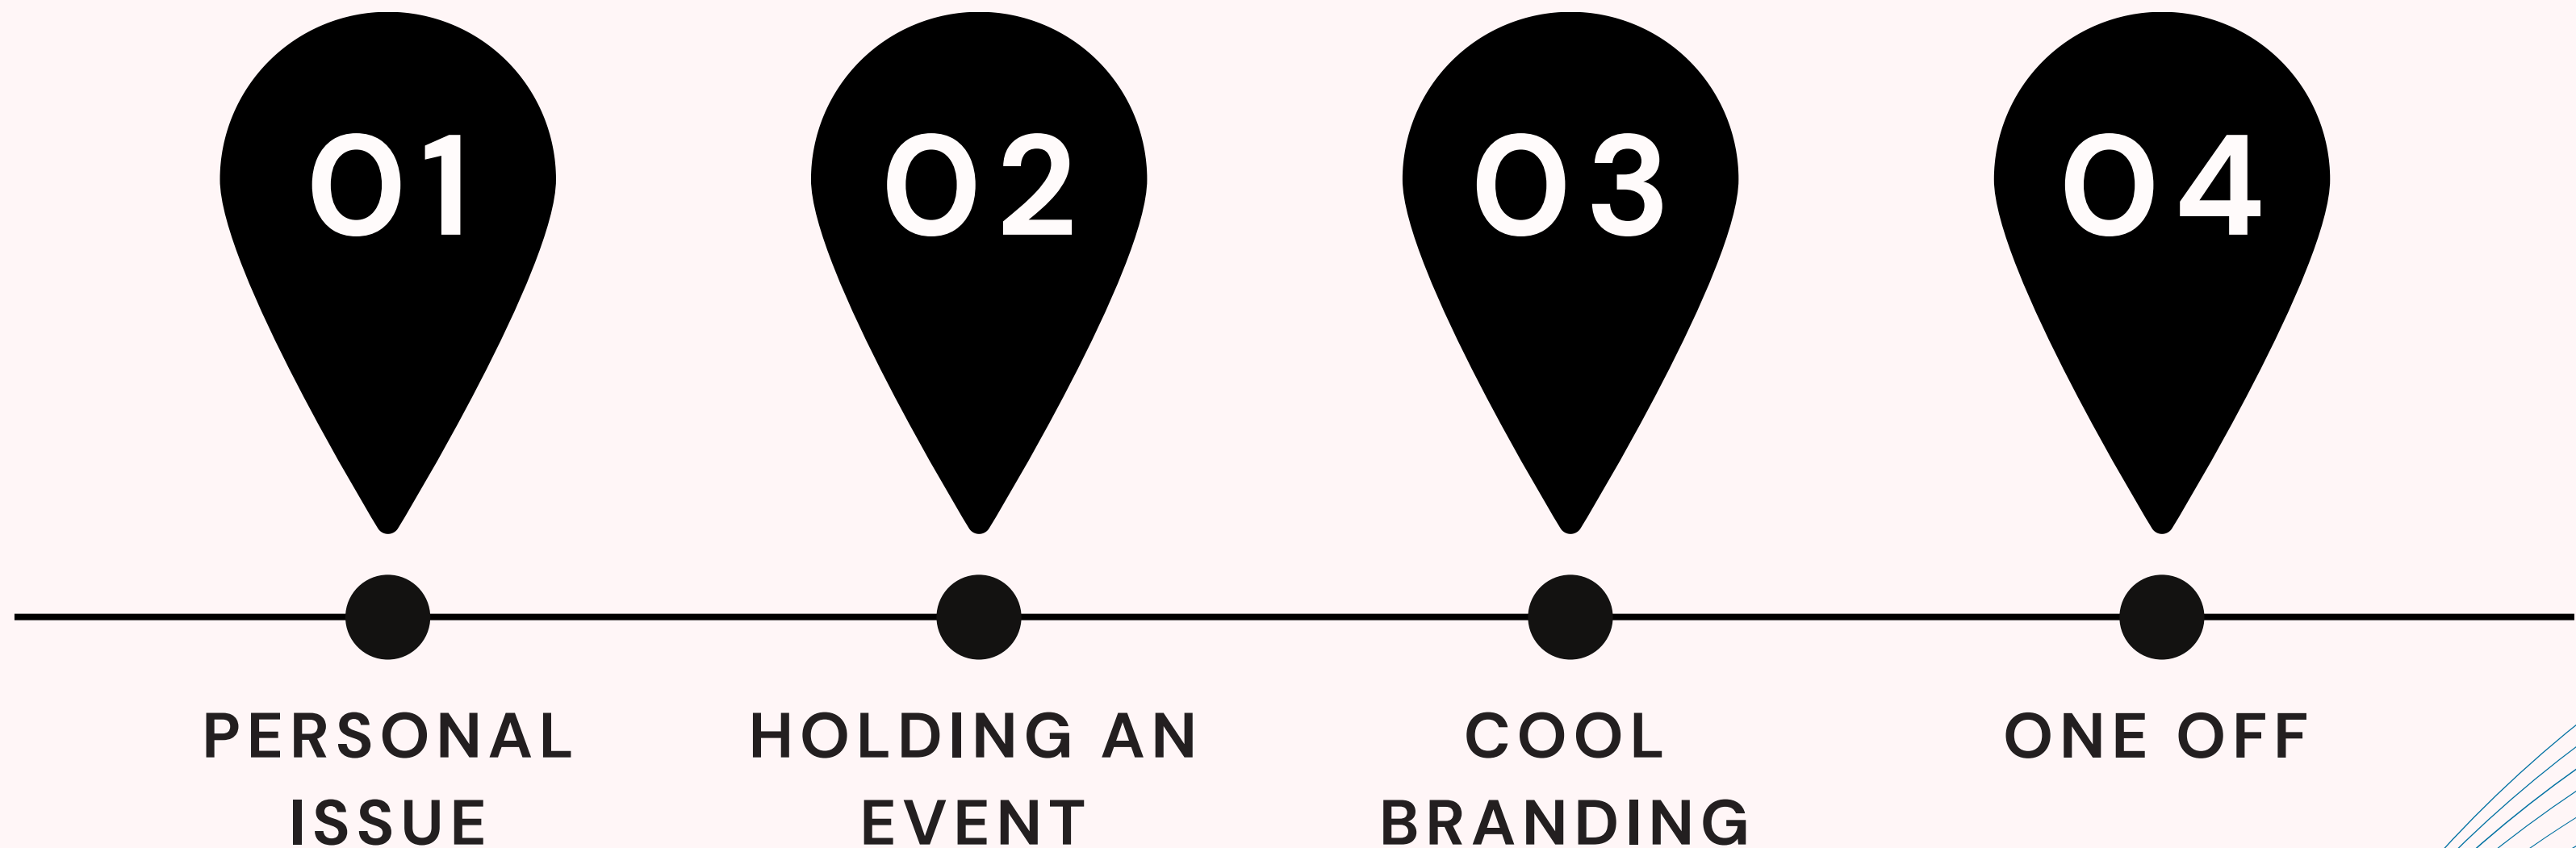 01 02 03 04
PERSONAL ISSUE
HOLDING AN EVENT
COOL BRANDING
ONE OFF